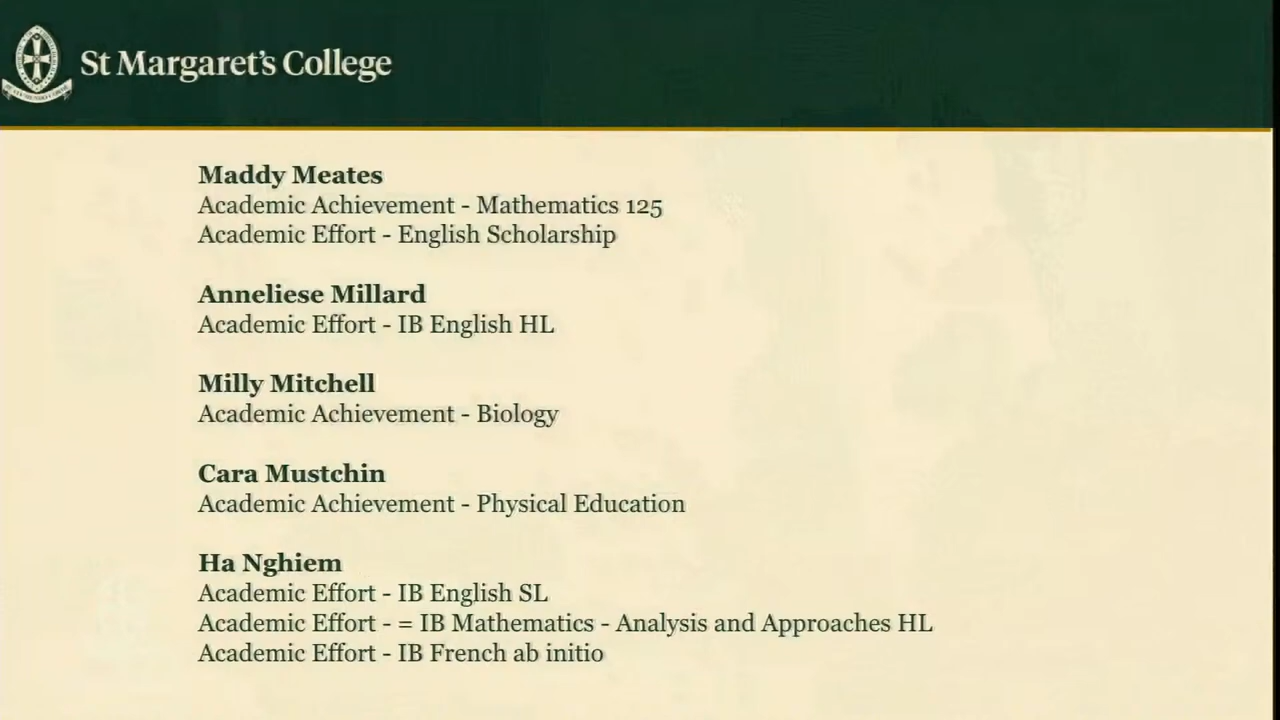 St Margaret's College
Maddy Meates
Academic Achievement - Mathematics 125
Academic Effort - English Scholarship
Anneliese Millard
Academic Effort - IB English HL
Milly Mitchell
Academic Achievement - Biology
Cara Mustchin
Academic Achievement - Physical Education
Ha Nghiem
Academic Effort - IB English SL
Academic Effort - = IB Mathematics - Analysis and Approaches HL
Academic Effort - IB French ab initio